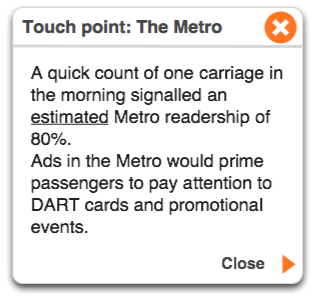 Touch point: The Metro
A quick count of one carriage in
the morning signalled an
estimated Metro readership of
80%.
Ads in the Metro would prime
passengers to pay attention to
DART cards and promotional
events.
Close